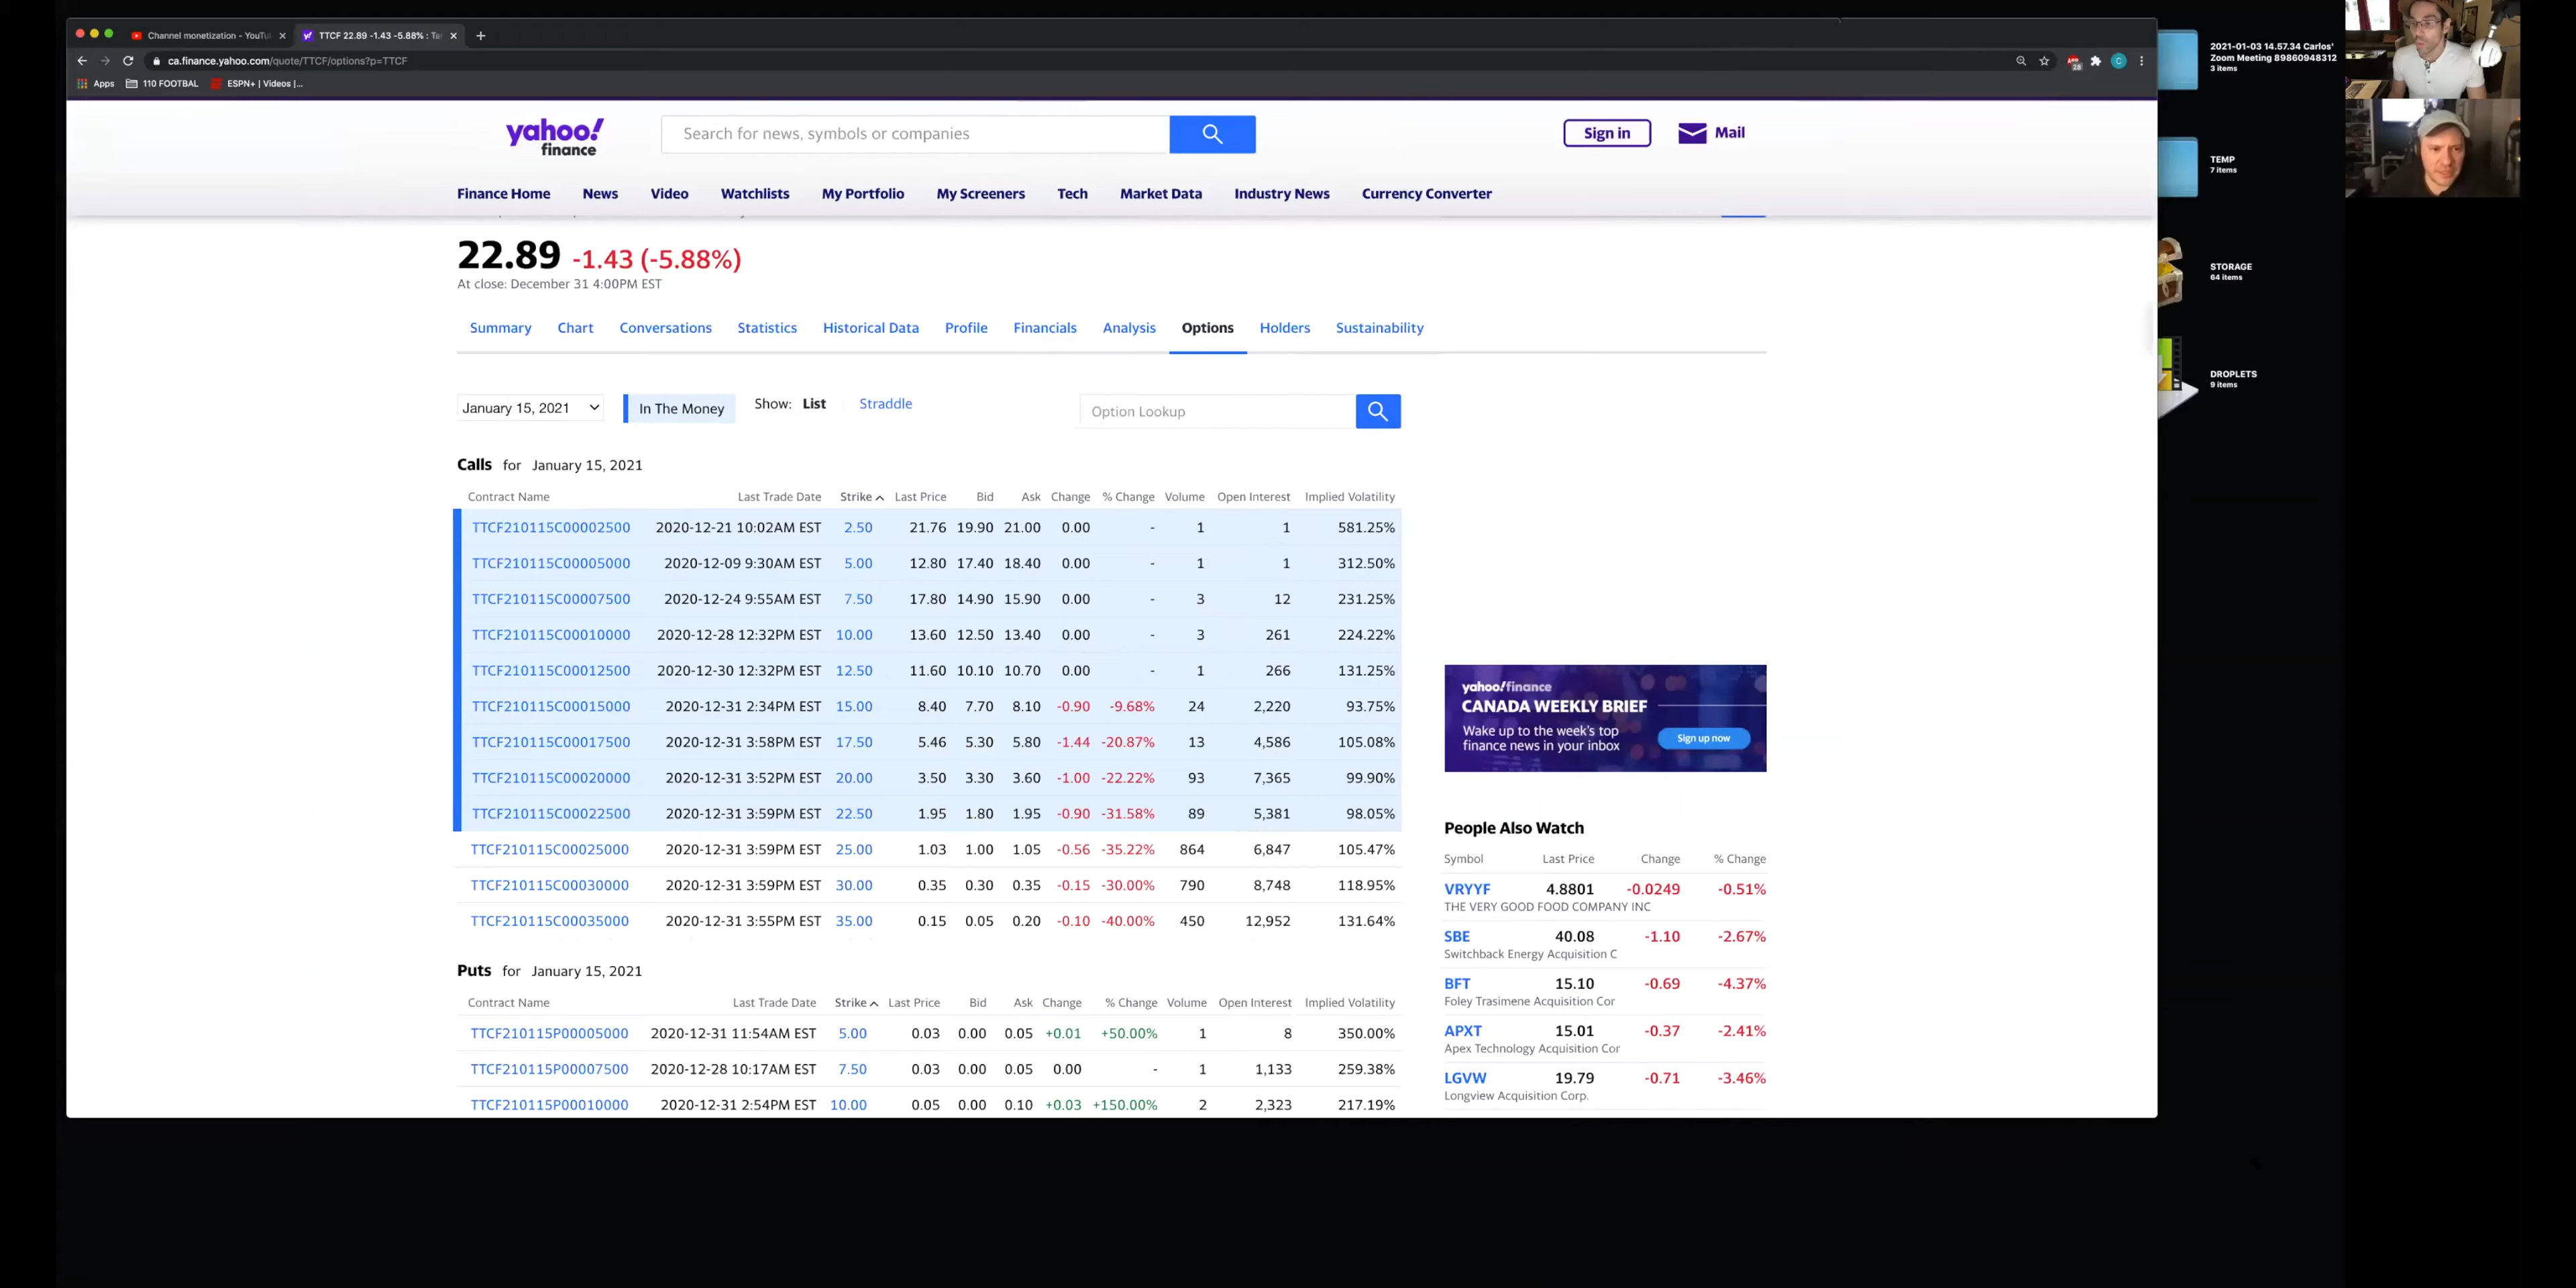 Channel monetization - YouTu
TTCF 22.89 -1.43 -5.88% : Ta
ca.finance.yahoo.com/quote/TTCF/options?p=TTCF
Apps
110 FOOTBAL
ESPN+ | Videos |...
2021-01-03 14.57.34 Carlos'
Zoom Meeting 89860948312
3 items
TEMP
7 items
STORAGE
64 items
DROPLETS
9 items
yahoo!
finance
Search for news, symbols or companies
Sign in
Mail
Finance Home News Video Watchlists My Portfolio My Screeners Tech Market Data Industry News Currency Converter
22.89 -1.43 (-5.88%)
At close: December 31 4:00PM EST
Summary Chart Conversations Statistics Historical Data Profile Financials Analysis Options Holders Sustainability
January 15, 2021
In The Money
Show: List Straddle
Option Lookup
Calls for January 15, 2021
Contract Name Last Trade Date Strike Last Price Bid Ask Change % Change Volume Open Interest Implied Volatility
TTCF210115C00002500 2020-12-21 10:02AM EST 2.50 21.76 19.90 21.00 0.00 - 1 1 581.25%
TTCF210115C00005000 2020-12-09 9:30AM EST 5.00 12.80 17.40 18.40 0.00 - 1 1 312.50%
TTCF210115C00007500 2020-12-24 9:55AM EST 7.50 17.80 14.90 15.90 0.00 - 3 12 231.25%
TTCF210115C00010000 2020-12-28 12:32PM EST 10.00 13.60 12.50 13.40 0.00 - 3 261 224.22%
TTCF210115C00012500 2020-12-30 12:32PM EST 12.50 11.60 10.10 10.70 0.00 - 1 266 131.25%
TTCF210115C00015000 2020-12-31 2:34PM EST 15.00 8.40 7.70 8.10 -0.90 -9.68% 24 2,220 93.75%
TTCF210115C00017500 2020-12-31 3:58PM EST 17.50 5.46 5.30 5.80 -1.44 -20.87% 13 4,586 105.08%
TTCF210115C00020000 2020-12-31 3:52PM EST 20.00 3.50 3.30 3.60 -1.00 -22.22% 93 7,365 99.90%
TTCF210115C00022500 2020-12-31 3:59PM EST 22.50 1.95 1.80 1.95 -0.90 -31.58% 89 5,381 98.05%
TTCF210115C00025000 2020-12-31 3:59PM EST 25.00 1.03 1.00 1.05 -0.56 -35.22% 864 6,847 105.47%
TTCF210115C00030000 2020-12-31 3:59PM EST 30.00 0.35 0.30 0.35 -0.15 -30.00% 790 8,748 118.95%
TTCF210115C00035000 2020-12-31 3:55PM EST 35.00 0.15 0.05 0.20 -0.10 -40.00% 450 12,952 131.64%
Puts for January 15, 2021
Contract Name Last Trade Date Strike Last Price Bid Ask Change % Change Volume Open Interest Implied Volatility
TTCF210115P00005000 2020-12-31 11:54AM EST 5.00 0.03 0.00 0.05 +0.01 +50.00% 1 8 350.00%
TTCF210115P00007500 2020-12-28 10:17AM EST 7.50 0.03 0.00 0.05 0.00 - 1 1,133 259.38%
TTCF210115P00010000 2020-12-31 2:54PM EST 10.00 0.05 0.00 0.10 +0.03 +150.00% 2 2,323 217.19%
yahoo!finance
CANADA WEEKLY BRIEF
Wake up to the week's top
finance news in your inbox
Sign up now
People Also Watch
Symbol Last Price Change % Change
VRYYF 4.8801 -0.0249 -0.51%
THE VERY GOOD FOOD COMPANY INC
SBE 40.08 -1.10 -2.67%
Switchback Energy Acquisition C
BFT 15.10 -0.69 -4.37%
Foley Trasimene Acquisition Cor
APXT 15.01 -0.37 -2.41%
Apex Technology Acquisition Cor
LGVW 19.79 -0.71 -3.46%
Longview Acquisition Corp.